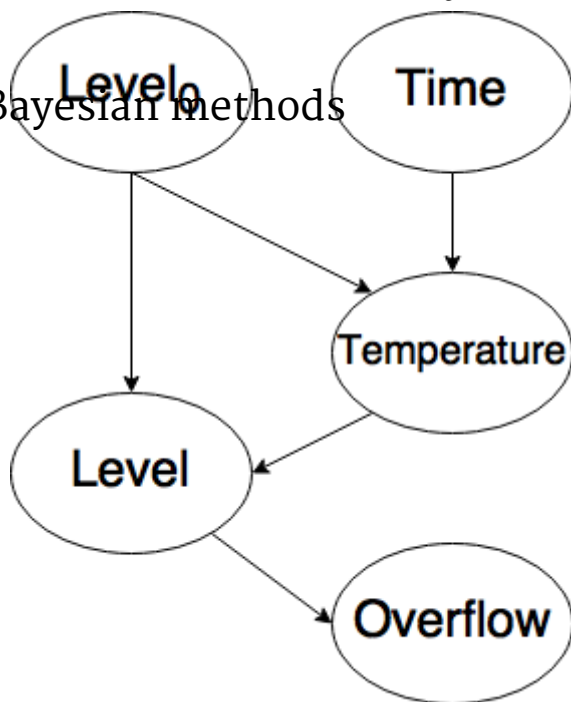 Level₀
Time
Bayesian methods
Temperature
Level
Overflow